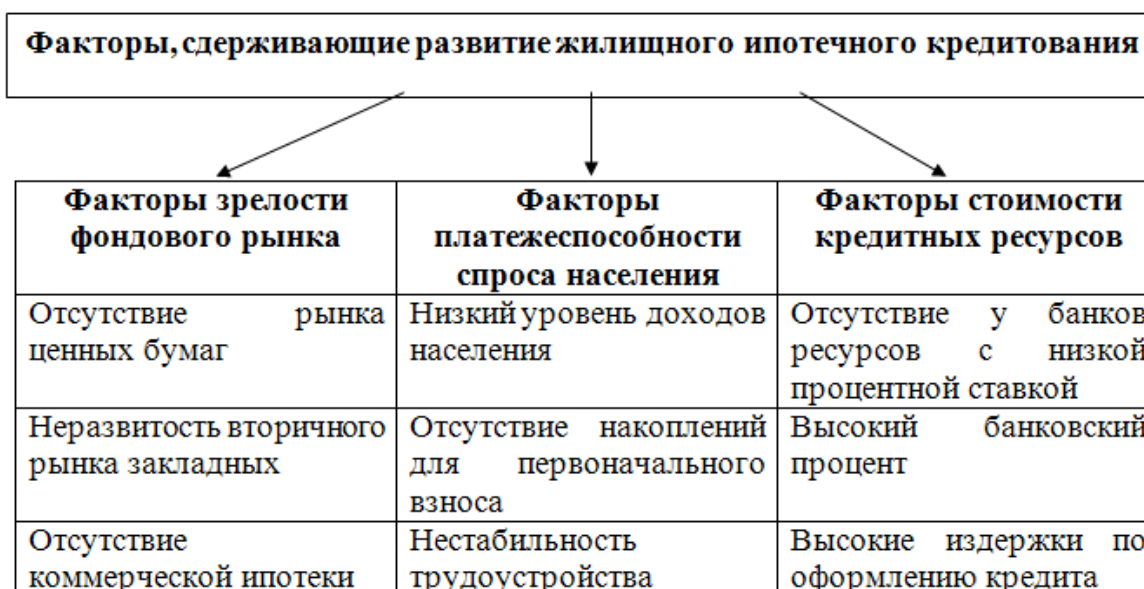 Факторы, сдерживающие развитие жилищного ипотечного кредитования
Факторы зрелости
фондового рынка
Факторы
платежеспособности
спроса населения
Факторы стоимости
кредитных ресурсов
Отсутствие рынка
ценных бумаг
Низкий уровень доходов
населения
Отсутствие у банков
ресурсов с низкой
процентной ставкой
Неразвитость вторичного
рынка закладных
Отсутствие накоплений
для первоначального
взноса
Высокий банковский
процент
Отсутствие
коммерческой ипотеки
Нестабильность
трудоустройства
Высокие издержки по
оформлению кредита